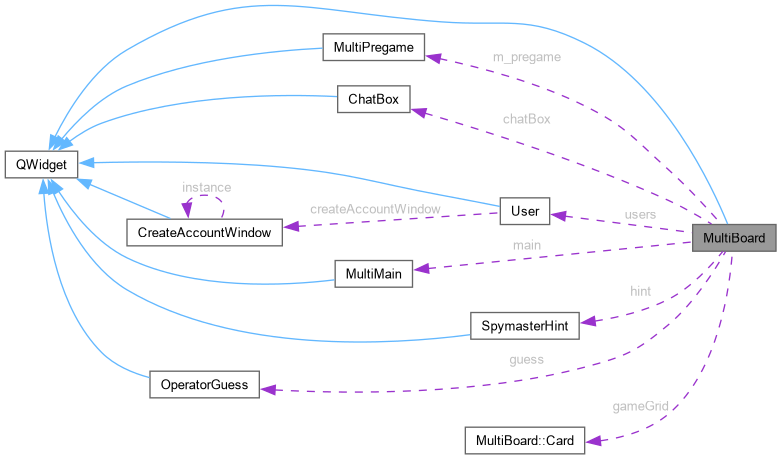 MultiPregame
m_pregame
ChatBox
chatBox
QWidget
instance
createAccountWindow
User
users
CreateAccountWindow
MultiBoard
main
MultiMain
hint
SpymasterHint
guess
OperatorGuess
gameGrid
MultiBoard::Card